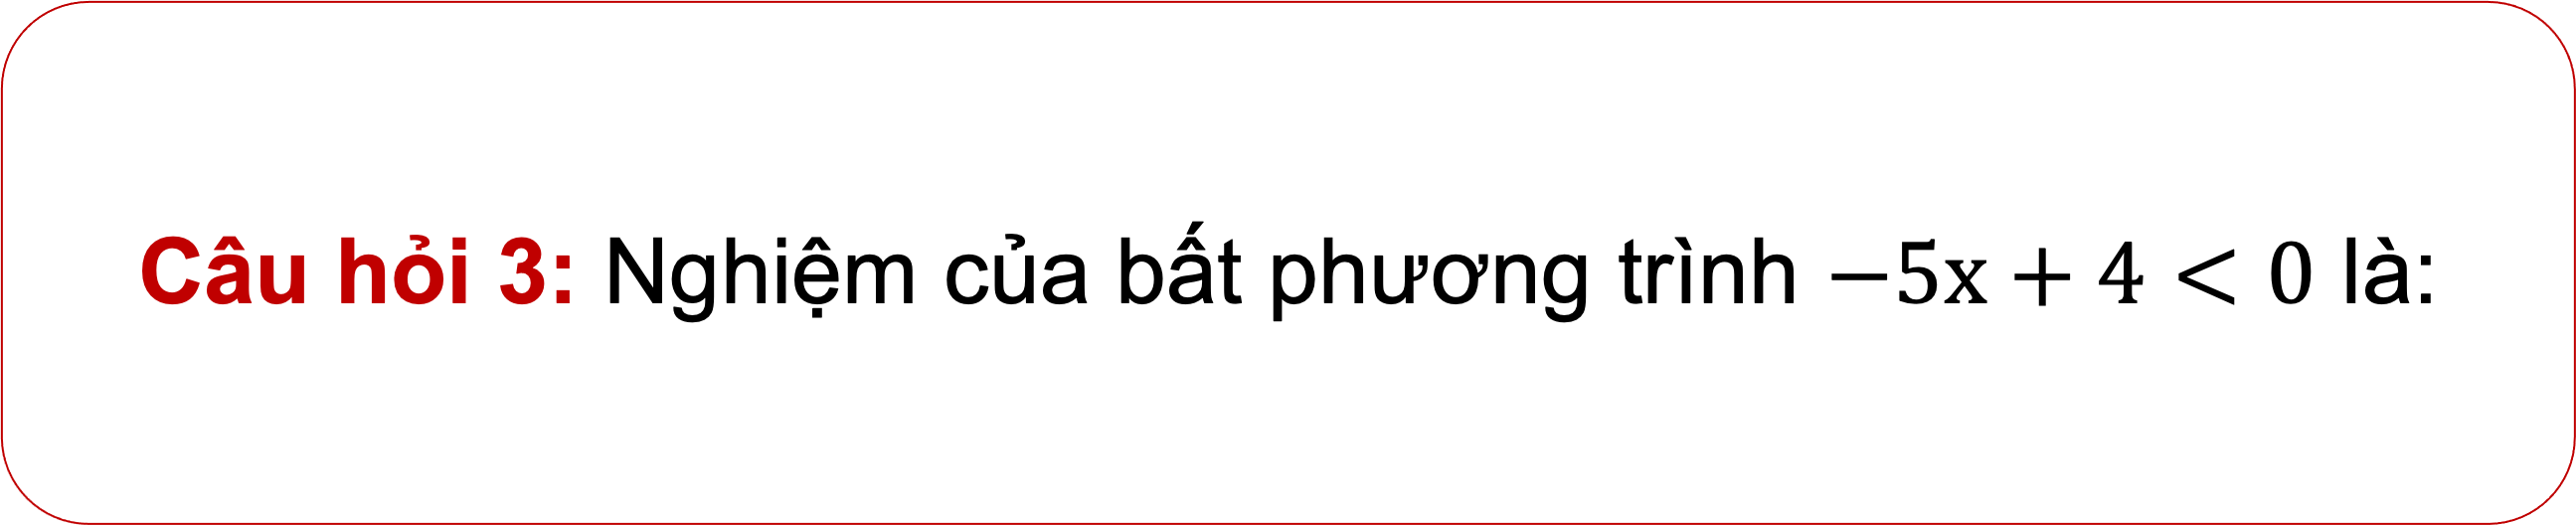 Câu hỏi 3: Nghiệm của bất phương trình −5x + 4 < 0 là: